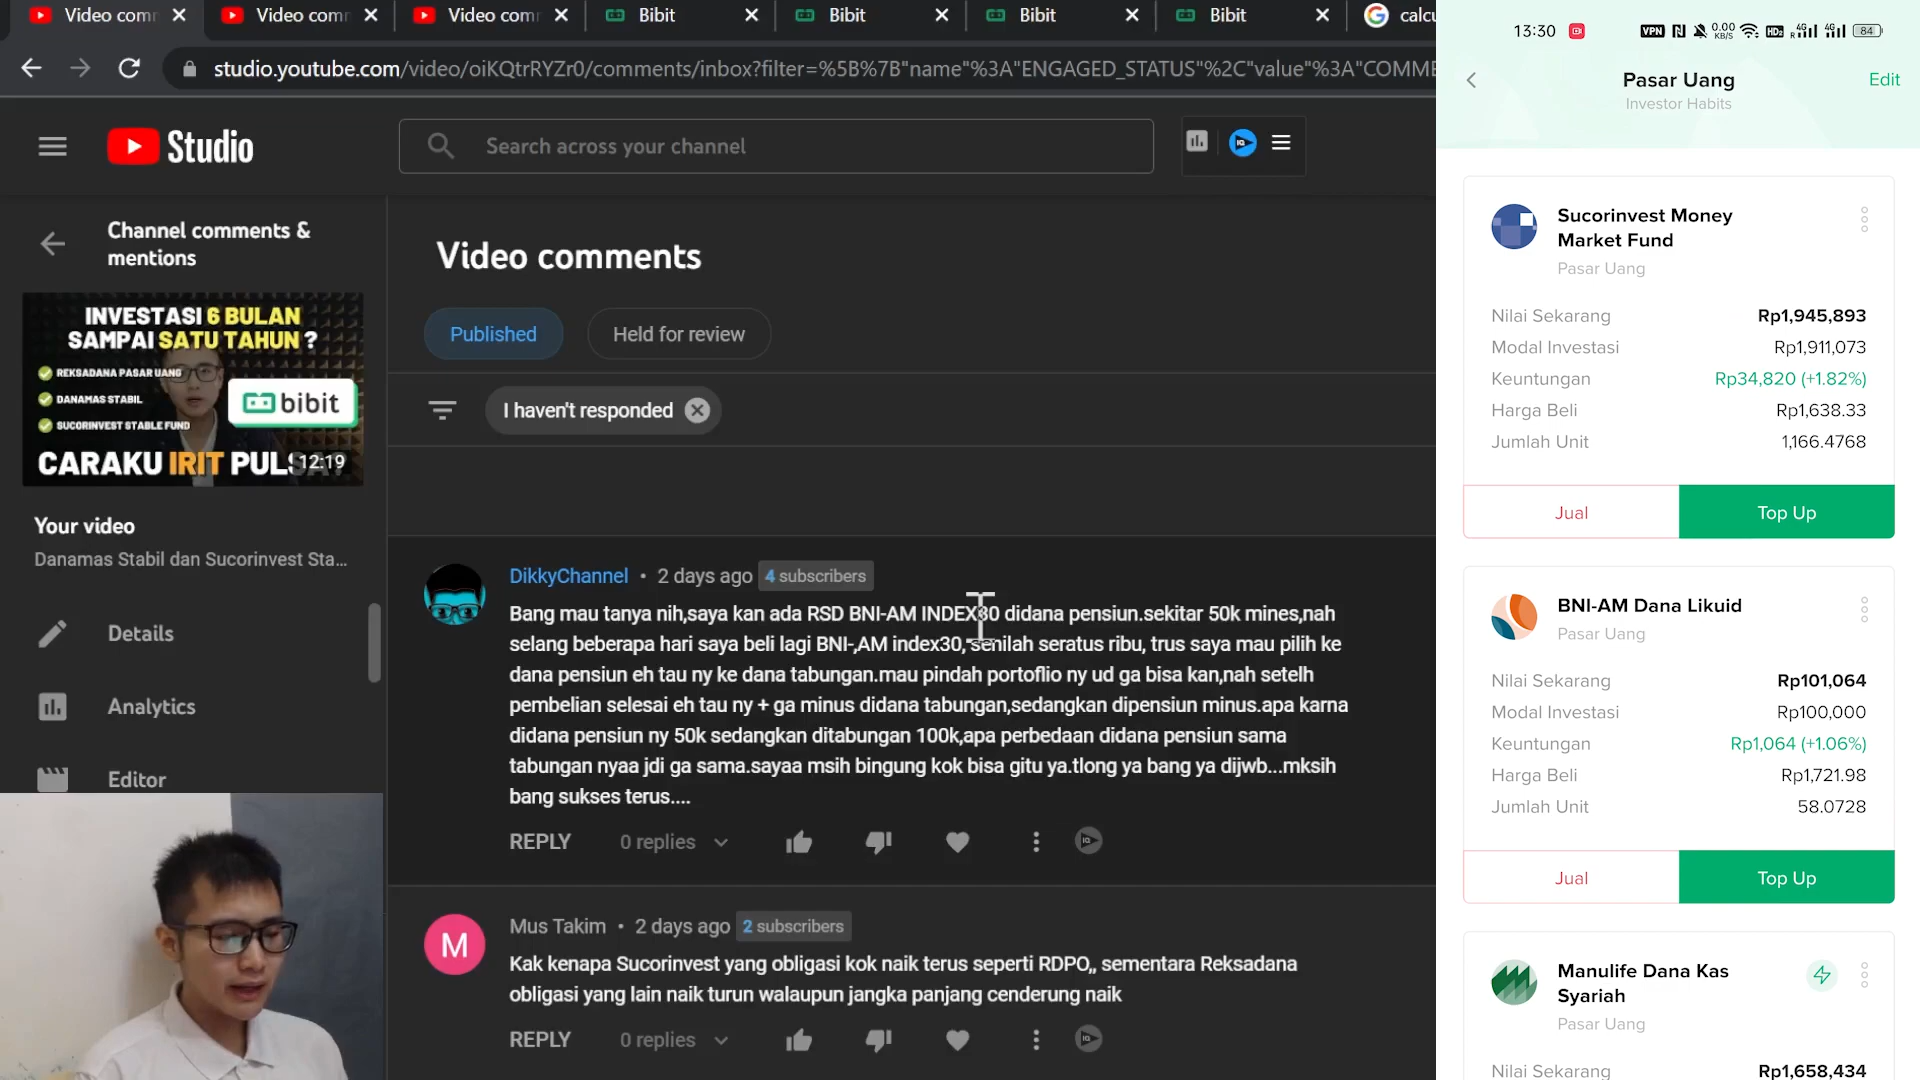 Video comm
Video comm
Video comm
Bibit
Bibit
Bibit
Bibit
calcu
studio.youtube.com/video/oiKQtrRYZr0/comments/inbox?filter=%5B%7B"name"%3A"ENGAGED_STATUS"%2C"value"%3A"COMME
Studio
Search across your channel
Channel comments &
mentions
INVESTASI 6 BULAN
SAMPAI SATU TAHUN ?
REKSADANA PASAR UANG
DANAMAS STABIL
SUCORINVEST STABLE FUND
bibit
CARAKU IRIT PULSA
12:19
Your video
Danamas Stabil dan Sucorinvest Sta...
Details
Analytics
Editor
Video comments
Published
Held for review
I haven't responded
DikkyChannel • 2 days ago 4 subscribers
Bang mau tanya nih,saya kan ada RSD BNI-AM INDEX30 didana pensiun.sekitar 50k mines,nah
selang beberapa hari saya beli lagi BNI-,AM index30, senilah seratus ribu, trus saya mau pilih ke
dana pensiun eh tau ny ke dana tabungan.mau pindah portoflio ny ud ga bisa kan,nah setelh
pembelian selesai eh tau ny + ga minus didana tabungan,sedangkan dipensiun minus.apa karna
didana pensiun ny 50k sedangkan ditabungan 100k,apa perbedaan didana pensiun sama
tabungan nyaa jdi ga sama.sayaa msih bingung kok bisa gitu ya.tlong ya bang ya dijwb...mksih
bang sukses terus....
REPLY 0 replies
M
Mus Takim • 2 days ago 2 subscribers
Kak kenapa Sucorinvest yang obligasi kok naik terus seperti RDPO,, sementara Reksadana
obligasi yang lain naik turun walaupun jangka panjang cenderung naik
REPLY 0 replies
13:30
VPN
0.00
KB/S
HD2
4G
4G
84
Pasar Uang
Edit
Investor Habits
Sucorinvest Money
Market Fund
Pasar Uang
Nilai Sekarang Rp1,945,893
Modal Investasi Rp1,911,073
Keuntungan Rp34,820 (+1.82%)
Harga Beli Rp1,638.33
Jumlah Unit 1,166.4768
Jual Top Up
BNI-AM Dana Likuid
Pasar Uang
Nilai Sekarang Rp101,064
Modal Investasi Rp100,000
Keuntungan Rp1,064 (+1.06%)
Harga Beli Rp1,721.98
Jumlah Unit 58.0728
Jual Top Up
Manulife Dana Kas
Syariah
Pasar Uang
Nilai Sekarang Rp1,658,434